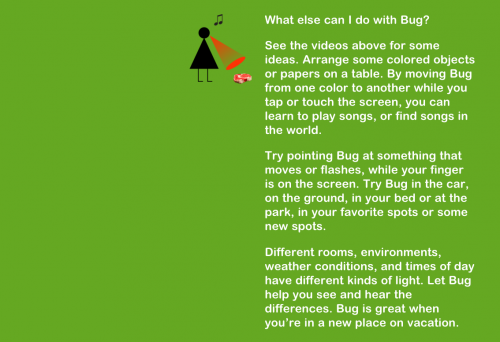 What else can I do with Bug?
See the videos above for some
ideas. Arrange some colored objects
or papers on a table. By moving Bug
from one color to another while you
tap or touch the screen, you can
learn to play songs, or find songs in
the world.
Try pointing Bug at something that
moves or flashes, while your finger
is on the screen. Try Bug in the car,
on the ground, in your bed or at the
park, in your favorite spots or some
new spots.
Different rooms, environments,
weather conditions, and times of day
have different kinds of light. Let Bug
help you see and hear the
differences. Bug is great when
you're in a new place on vacation.